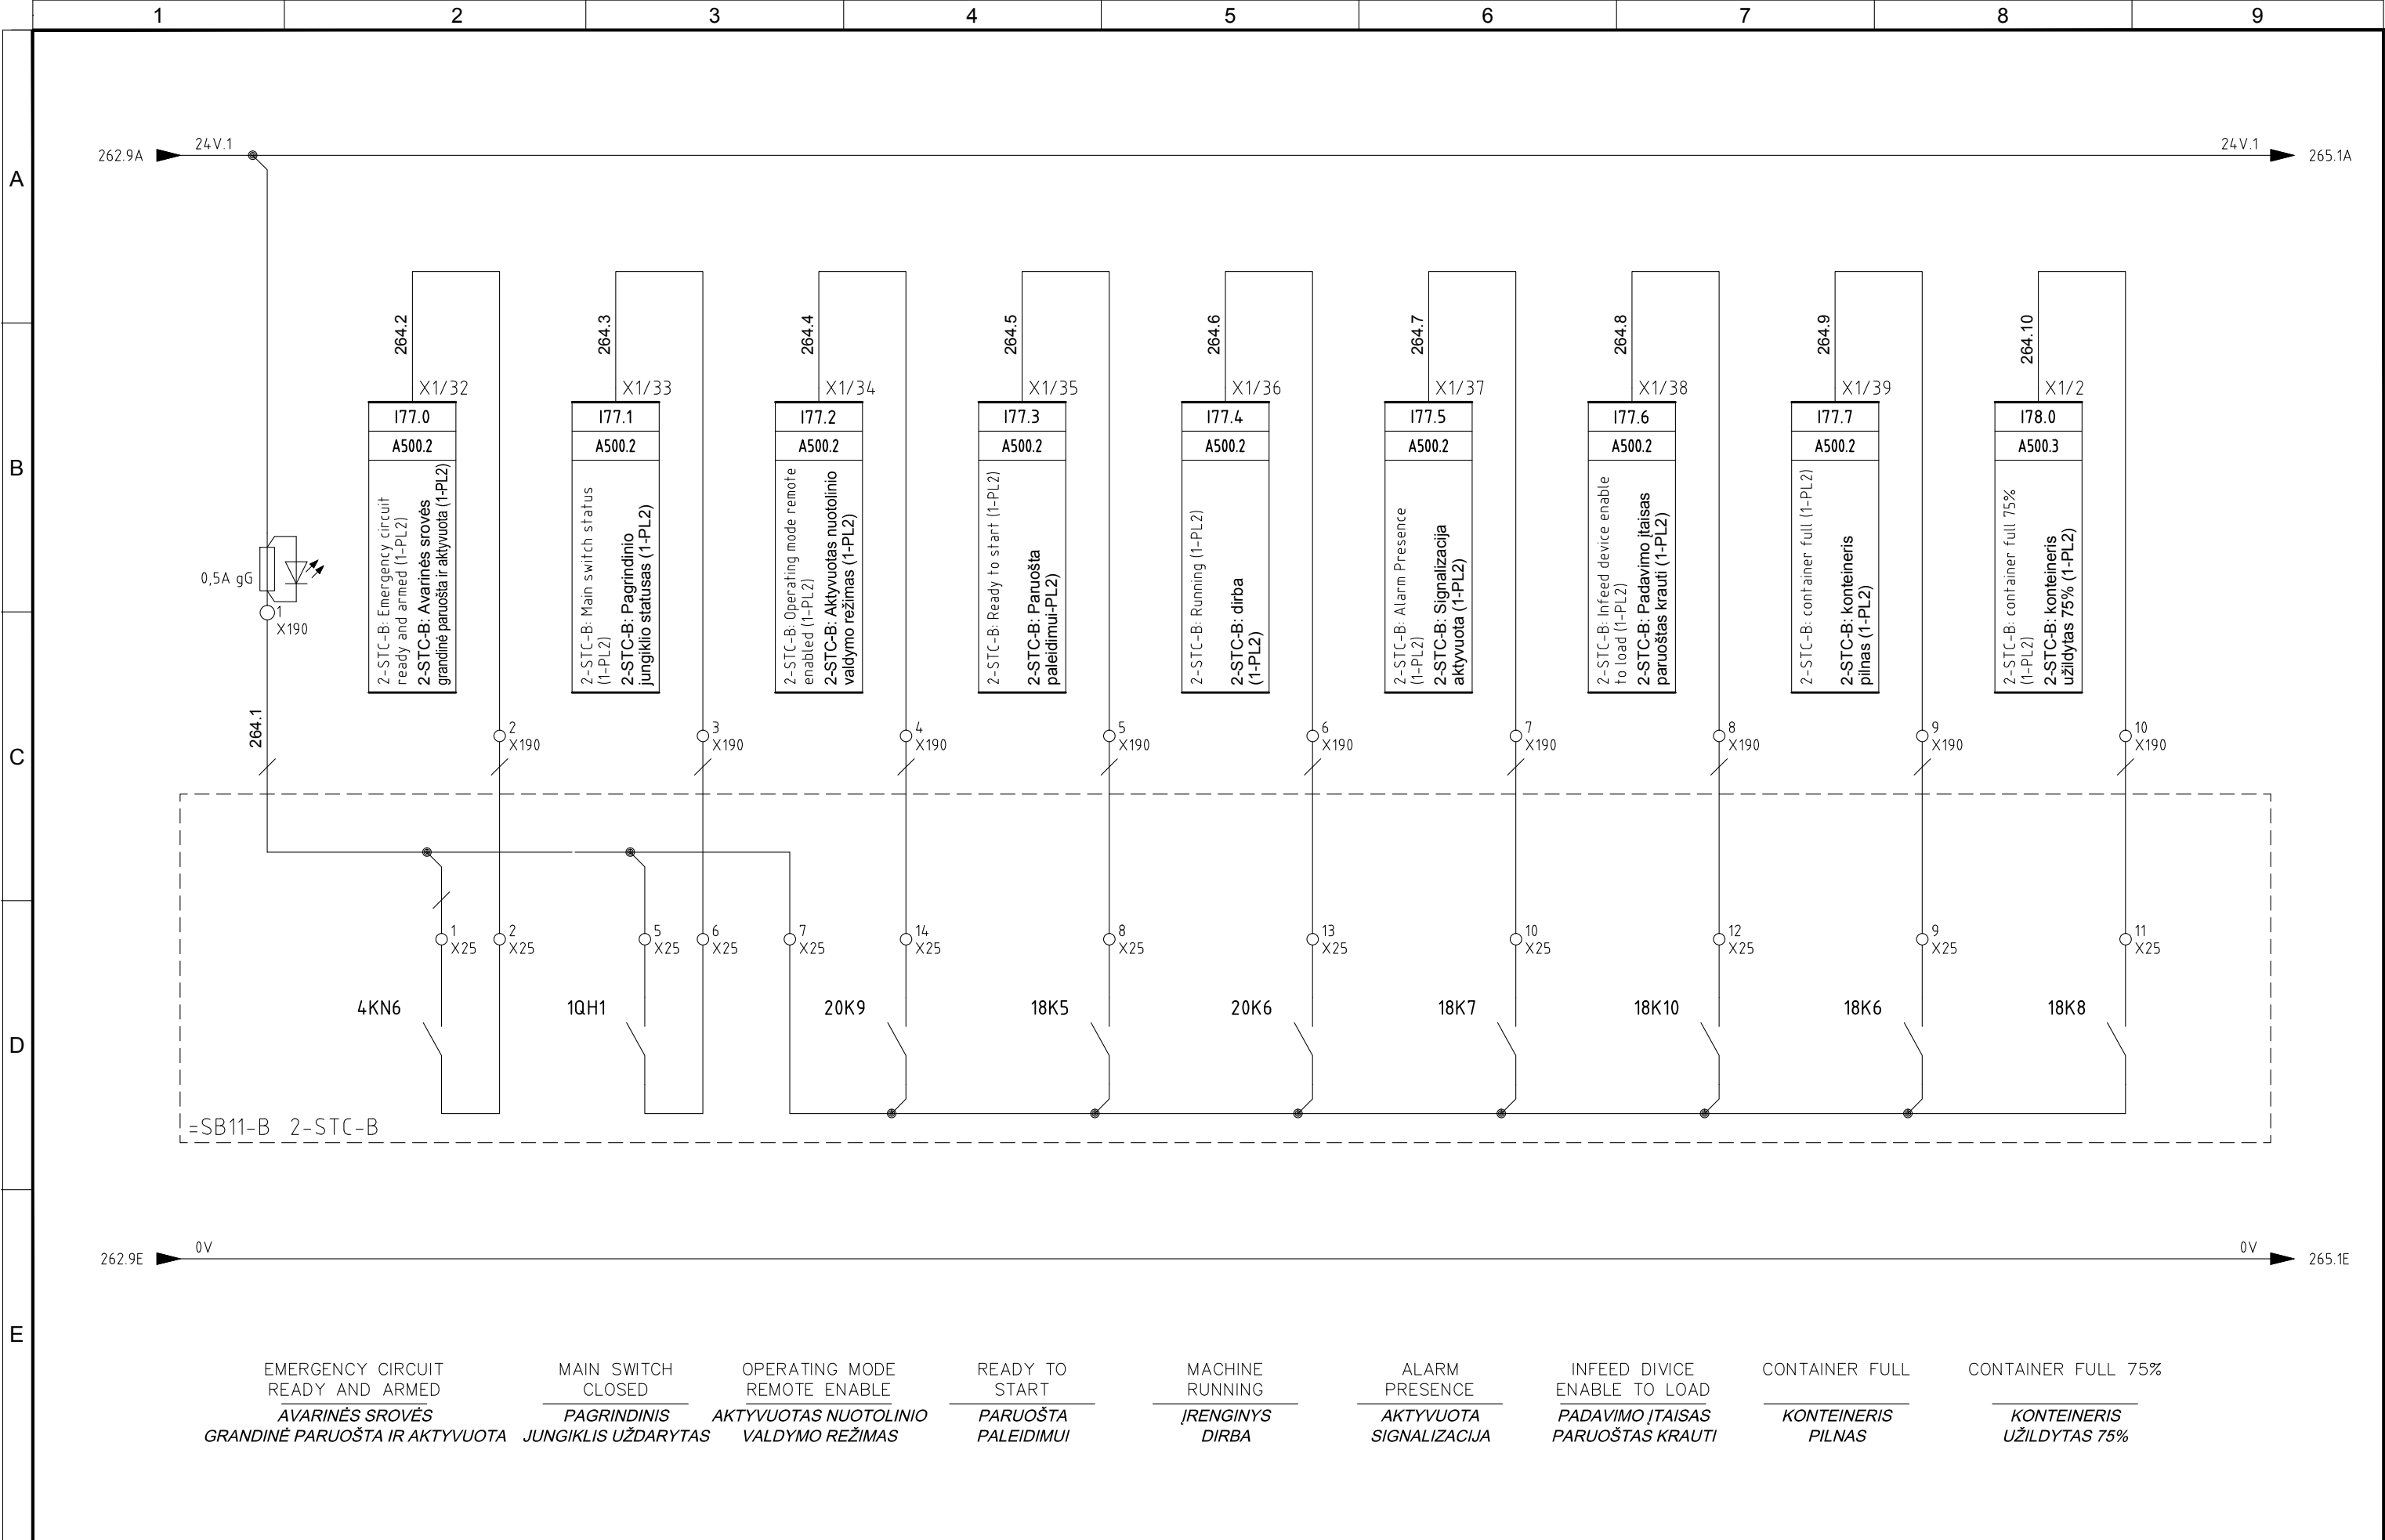 1 2 3 4 5 6 7 8 9
A
B
C
D
E
262.9A 24V.1 24V.1 265.1A
0,5A gG
1
X190
264.1
264.2
X1/32
I77.0
A500.2
2-STC-B: Emergency circuit
ready and armed (1-PL2)
2-STC-B: Avarinės srovės
grandinė paruošta ir aktyvuota (1-PL2)
264.3
X1/33
I77.1
A500.2
2-STC-B: Main switch status
(1-PL2)
2-STC-B: Pagrindinio
jungiklio statusas (1-PL2)
264.4
X1/34
I77.2
A500.2
2-STC-B: Operating mode remote
enabled (1-PL2)
2-STC-B: Aktyvuotas nuotolinio
valdymo režimas (1-PL2)
264.5
X1/35
I77.3
A500.2
2-STC-B: Ready to start (1-PL2)
2-STC-B: Paruošta
paleidimui-PL2)
264.6
X1/36
I77.4
A500.2
2-STC-B: Running (1-PL2)
2-STC-B: dirba
(1-PL2)
264.7
X1/37
I77.5
A500.2
2-STC-B: Alarm Presence
(1-PL2)
2-STC-B: Signalizacija
aktyvuota (1-PL2)
264.8
X1/38
I77.6
A500.2
2-STC-B: Infeed device enable
to load (1-PL2)
2-STC-B: Padavimo įtaisas
paruoštas krauti (1-PL2)
264.9
X1/39
I77.7
A500.2
2-STC-B: container full (1-PL2)
2-STC-B: konteineris
pilnas (1-PL2)
264.10
X1/2
I78.0
A500.3
2-STC-B: container full 75%
(1-PL2)
2-STC-B: konteineris
užildytas 75% (1-PL2)
2 3 4 5 6 7 8 9 10
X190 X190 X190 X190 X190 X190 X190 X190 X190
1 2 5 6 7 14 8 13 10 12 9 11
X25 X25 X25 X25 X25 X25 X25 X25 X25 X25 X25 X25
4KN6 1QH1 20K9 18K5 20K6 18K7 18K10 18K6 18K8
=SB11-B 2-STC-B
262.9E 0V 0V 265.1E
EMERGENCY CIRCUIT
READY AND ARMED
AVARINĖS SROVĖS
GRANDINĖ PARUOŠTA IR AKTYVUOTA
MAIN SWITCH
CLOSED
PAGRINDINIS
JUNGIKLIS UŽDARYTAS
OPERATING MODE
REMOTE ENABLE
AKTYVUOTAS NUOTOLINIO
VALDYMO REŽIMAS
READY TO
START
PARUOŠTA
PALEIDIMUI
MACHINE
RUNNING
ĮRENGINYS
DIRBA
ALARM
PRESENCE
AKTYVUOTA
SIGNALIZACIJA
INFEED DIVICE
ENABLE TO LOAD
PADAVIMO ĮTAISAS
PARUOŠTAS KRAUTI
CONTAINER FULL
KONTEINERIS
PILNAS
CONTAINER FULL 75%
KONTEINERIS
UŽILDYTAS 75%